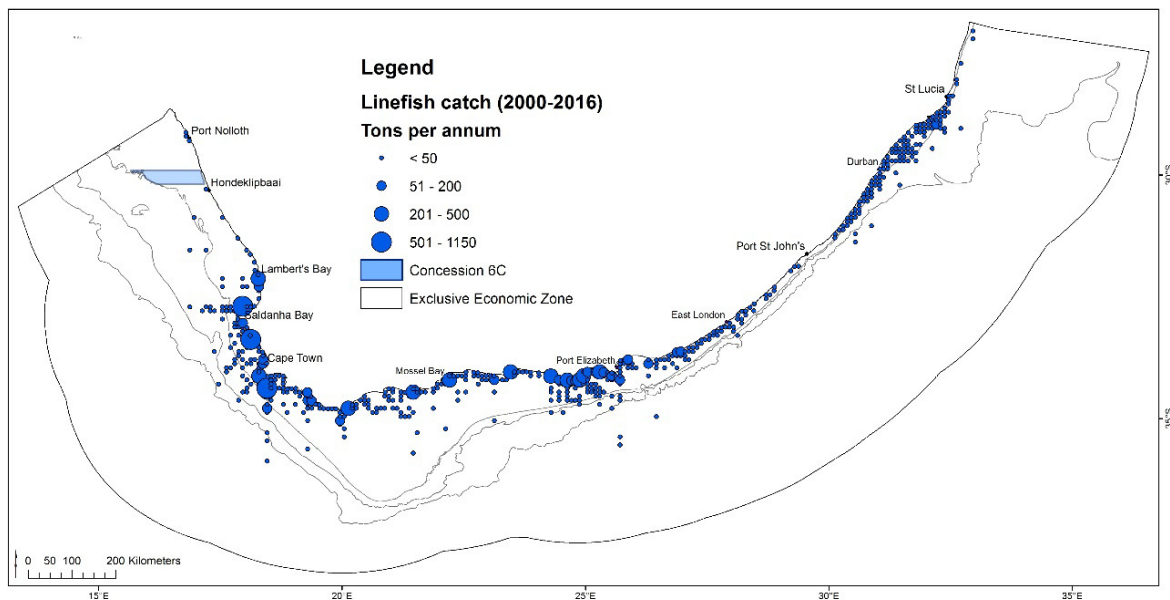 Legend
Linefish catch (2000-2016)
Tons per annum
< 50
51 - 200
201 - 500
501 - 1150
Concession 6C
Exclusive Economic Zone
St Lucia
Port Nolloth
Durban
Hondeklipbaai
30°S
Port St John's
Lambert's Bay
Saldanha Bay
East London
Cape Town
Port Elizabeth
Mossel Bay
35°S
0 50 100 200 Kilometers
15°E 20°E 25°E 30°E 35°E